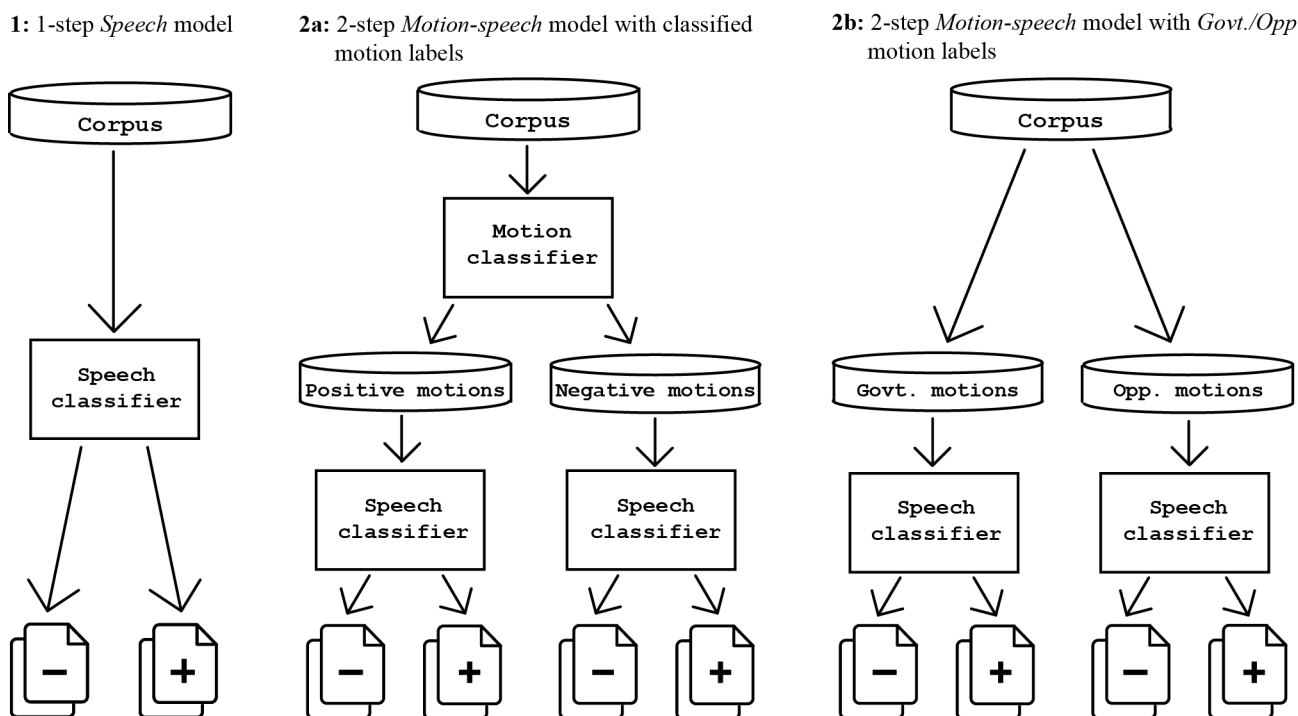 1: 1-step Speech model
Corpus
Speech
classifier
−
+
2a: 2-step Motion-speech model with classified
motion labels
Corpus
Motion
classifier
Positive motions
Negative motions
Speech
classifier
Speech
classifier
−
+
−
+
2b: 2-step Motion-speech model with Govt./Opp
motion labels
Corpus
Govt. motions
Opp. motions
Speech
classifier
Speech
classifier
−
+
−
+